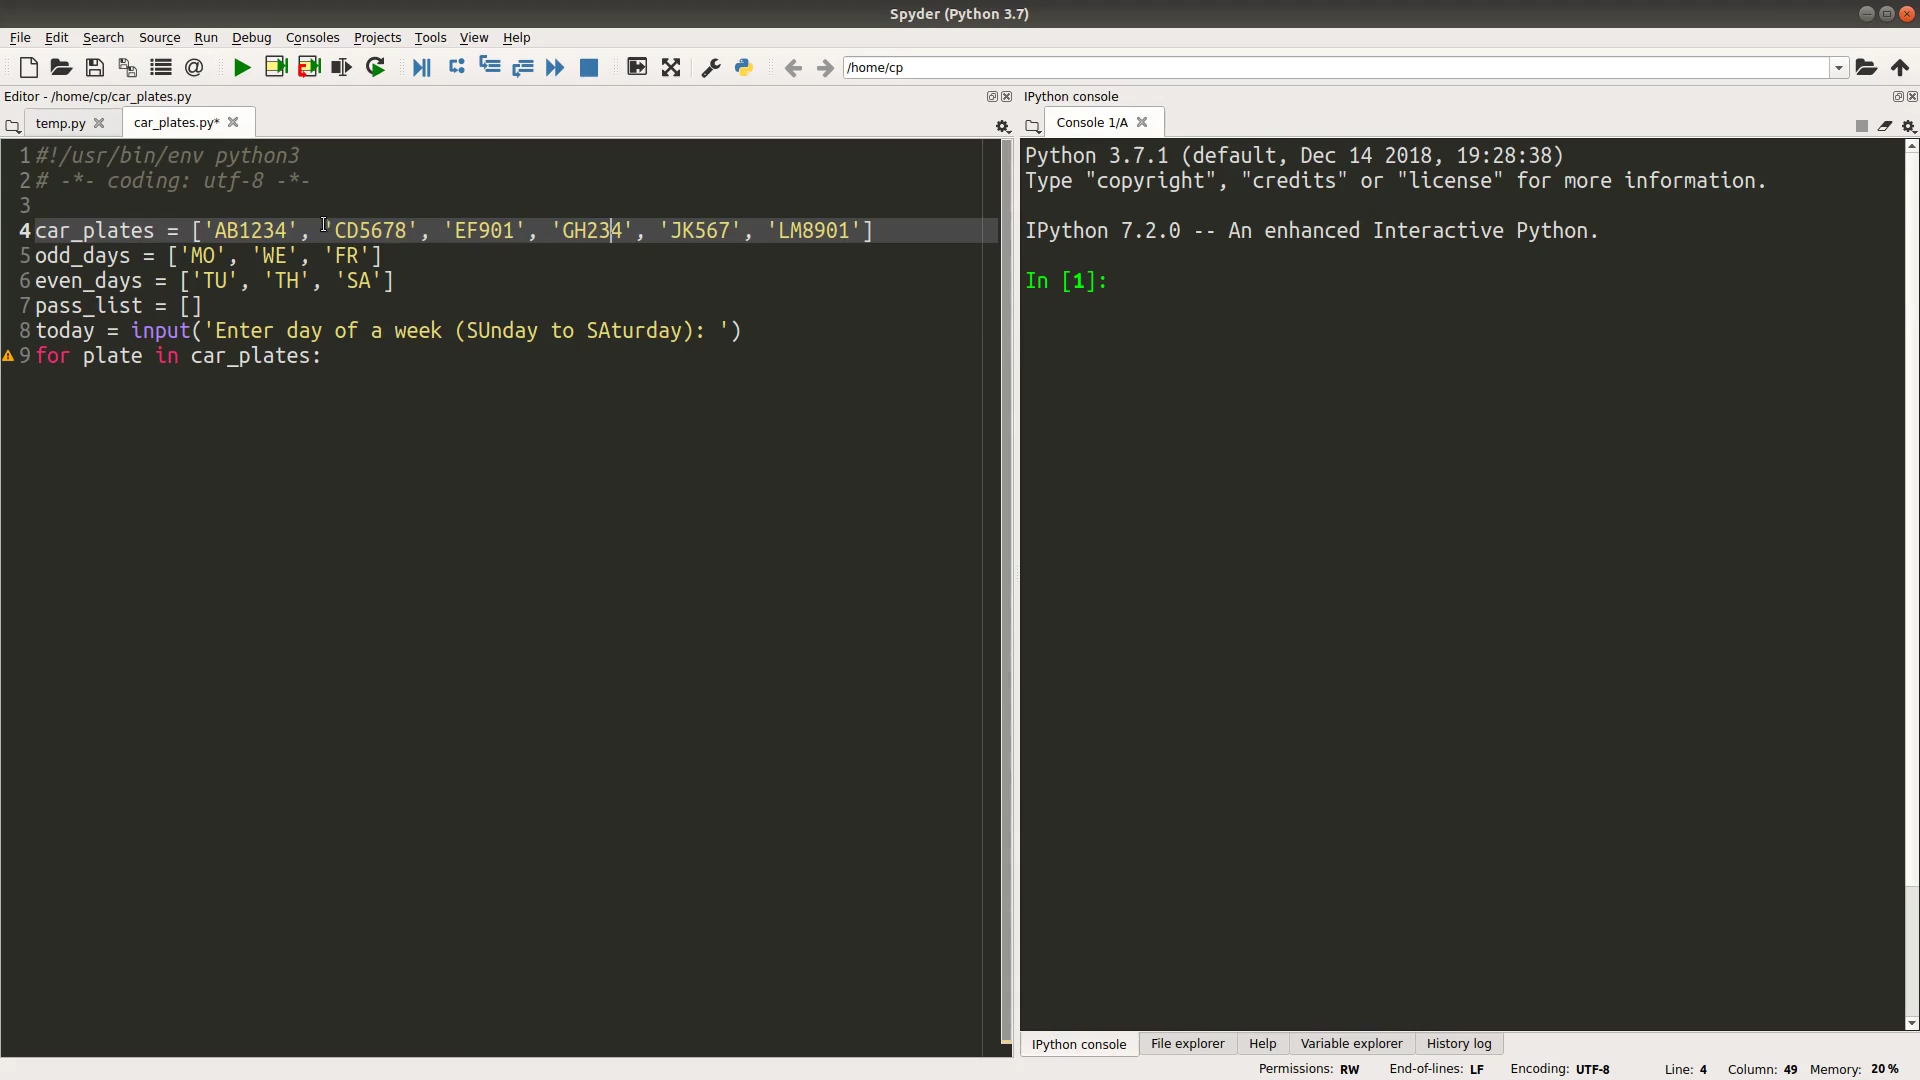 Spyder (Python 3.7)
File Edit Search Source Run Debug Consoles Projects Tools View Help
/home/cp
Editor - /home/cp/car_plates.py
temp.py
car_plates.py*
1 #!/usr/bin/env python3
2 # -*- coding: utf-8 -*-
3
4 car_plates = ['AB1234', 'CD5678', 'EF901', 'GH234', 'JK567', 'LM8901']
5 odd_days = ['MO', 'WE', 'FR']
6 even_days = ['TU', 'TH', 'SA']
7 pass_list = []
8 today = input('Enter day of a week (SUnday to SAturday): ')
9 for plate in car_plates:
IPython console
Console 1/A
Python 3.7.1 (default, Dec 14 2018, 19:28:38)
Type "copyright", "credits" or "license" for more information.
IPython 7.2.0 -- An enhanced Interactive Python.
In [1]:
IPython console File explorer Help Variable explorer History log
Permissions: RW End-of-lines: LF Encoding: UTF-8 Line: 4 Column: 49 Memory: 20 %